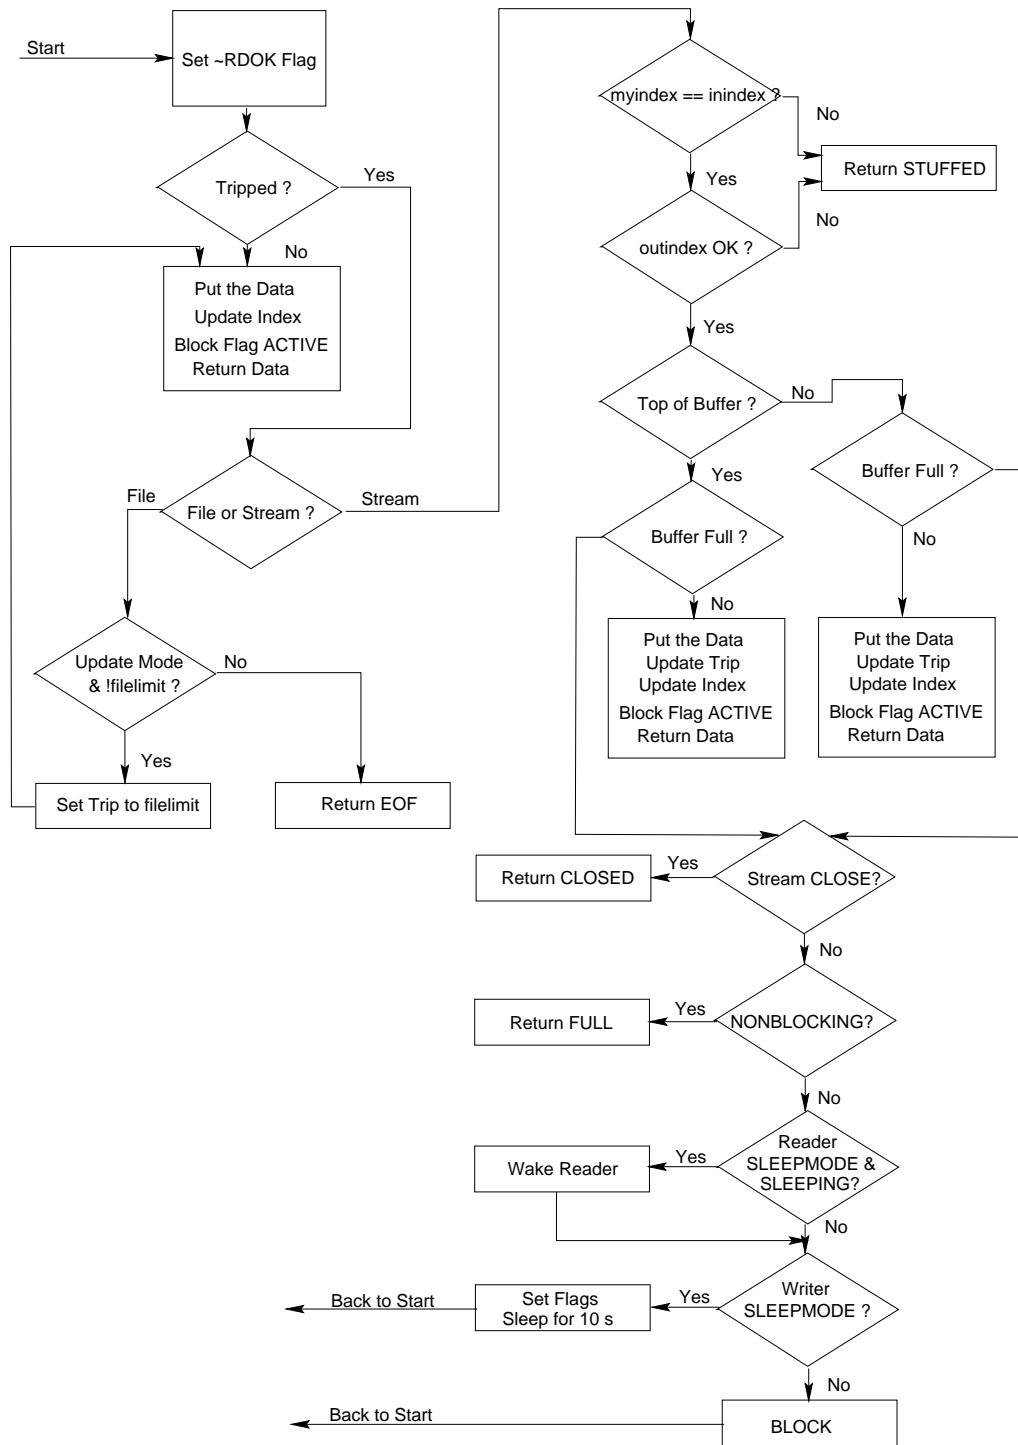 Start
Set ~RDOK Flag
Tripped ?
Yes
No
Put the Data
Update Index
Block Flag ACTIVE
Return Data
File or Stream ?
File
Stream
Update Mode
& !filelimit ?
No
Yes
Set Trip to filelimit
Return EOF
myindex == inindex ?
No
Return STUFFED
Yes
No
outindex OK ?
Yes
Top of Buffer ?
No
Yes
Buffer Full ?
No
Buffer Full ?
No
Put the Data
Update Trip
Update Index
Block Flag ACTIVE
Return Data
Put the Data
Update Trip
Update Index
Block Flag ACTIVE
Return Data
Stream CLOSE?
Yes
Return CLOSED
No
NONBLOCKING?
Yes
Return FULL
No
Reader
SLEEPMODE &
SLEEPING?
Yes
Wake Reader
No
Writer
SLEEPMODE ?
Yes
Set Flags
Sleep for 10 s
Back to Start
No
BLOCK
Back to Start